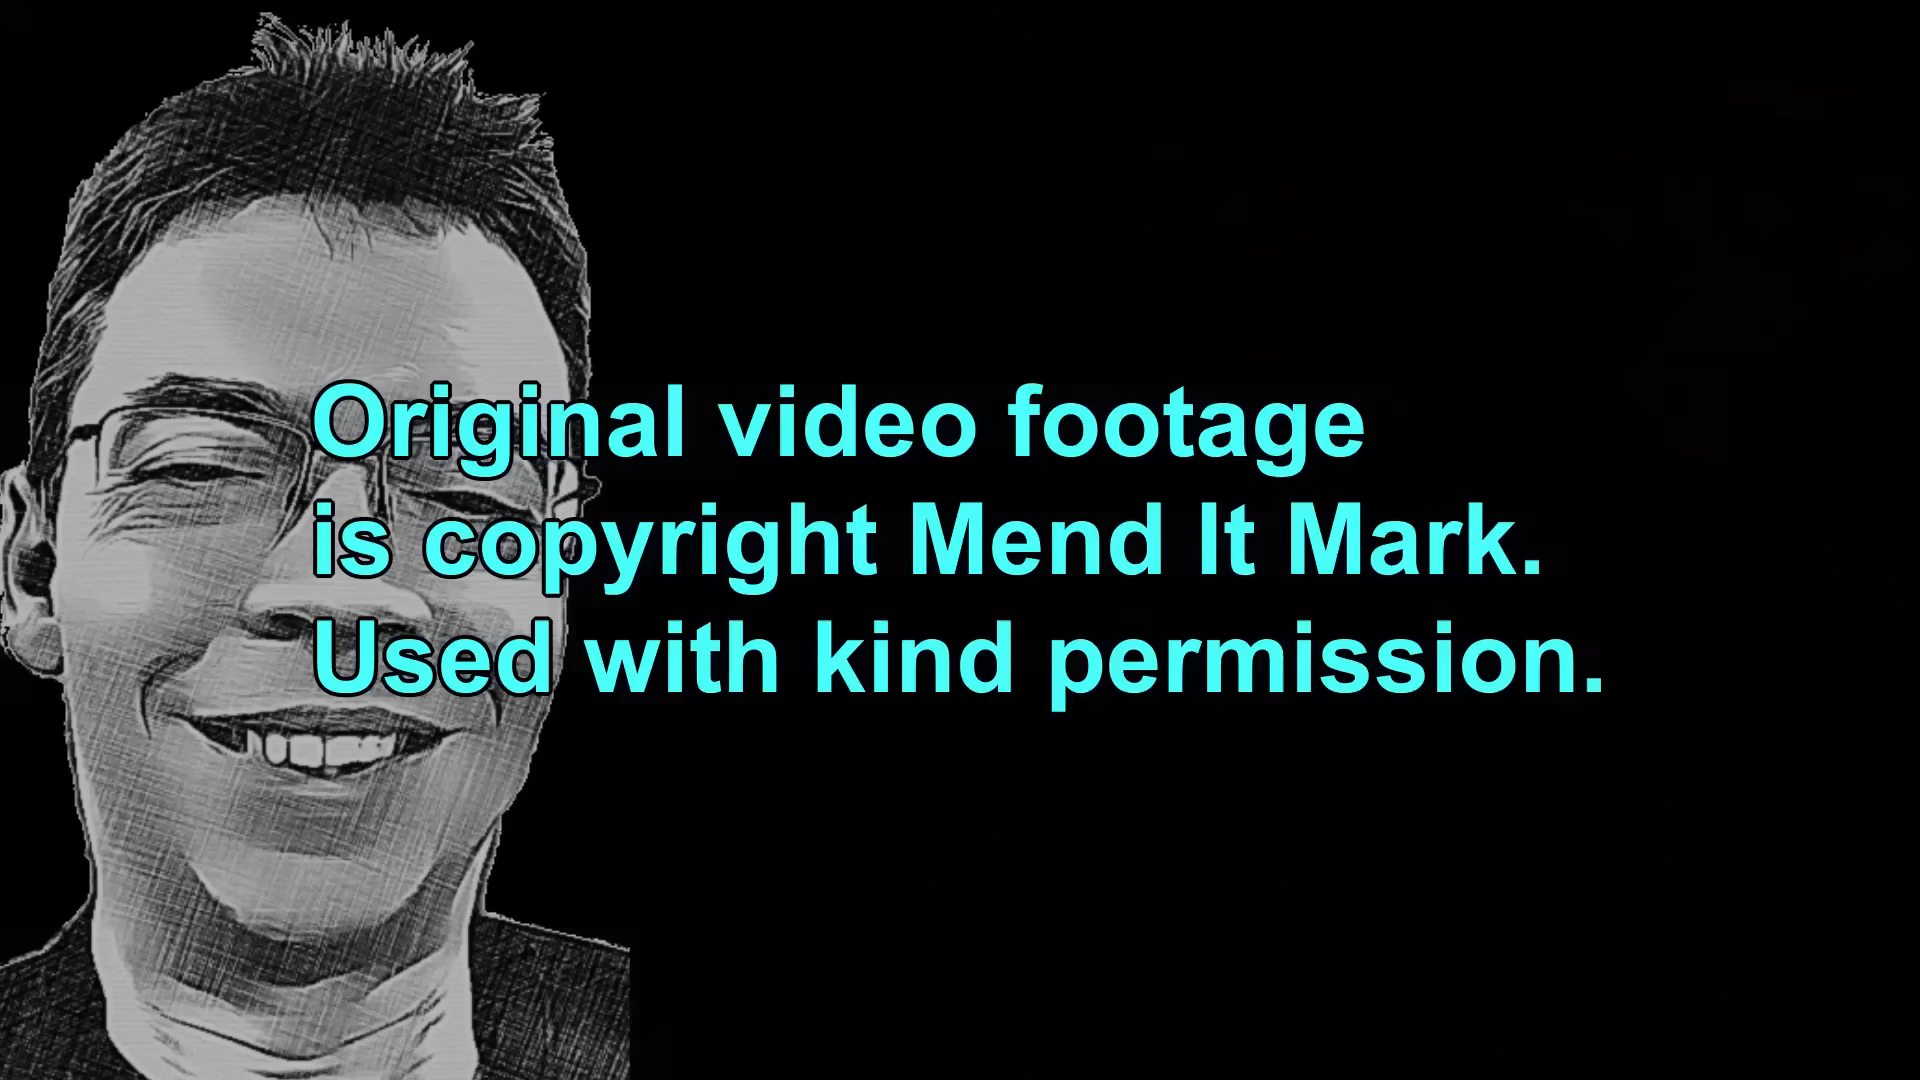 Original video footage
is copyright Mend It Mark.
Used with kind permission.